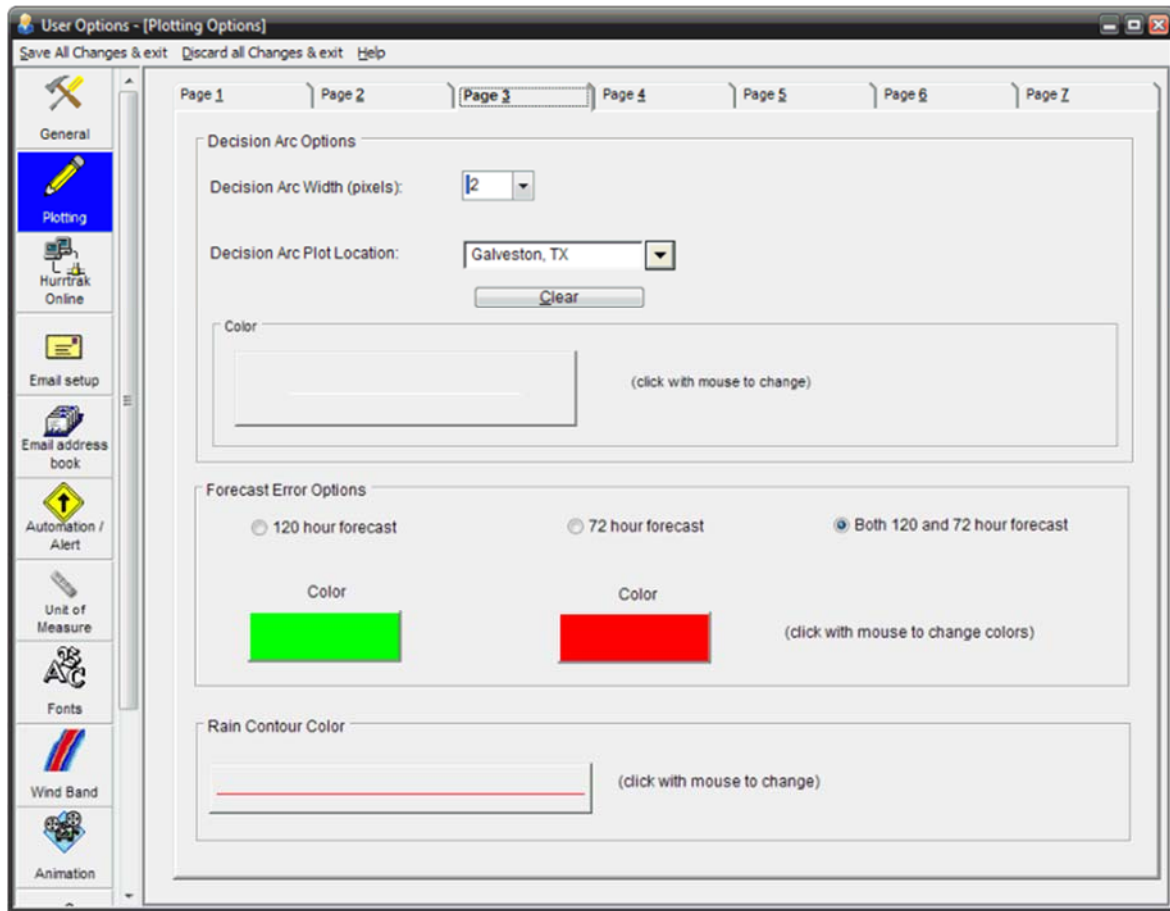 User Options - [Plotting Options]
Save All Changes & exit Discard all Changes & exit Help
General
Plotting
Hurrtrak
Online
Email setup
Email address
book
Automation /
Alert
Unit of
Measure
Fonts
Wind Band
Animation
Page 1 Page 2 Page 3 Page 4 Page 5 Page 6 Page 7
Decision Arc Options
Decision Arc Width (pixels): 2
Decision Arc Plot Location: Galveston, TX
Clear
Color
(click with mouse to change)
Forecast Error Options
120 hour forecast 72 hour forecast Both 120 and 72 hour forecast
Color Color
(click with mouse to change colors)
Rain Contour Color
(click with mouse to change)